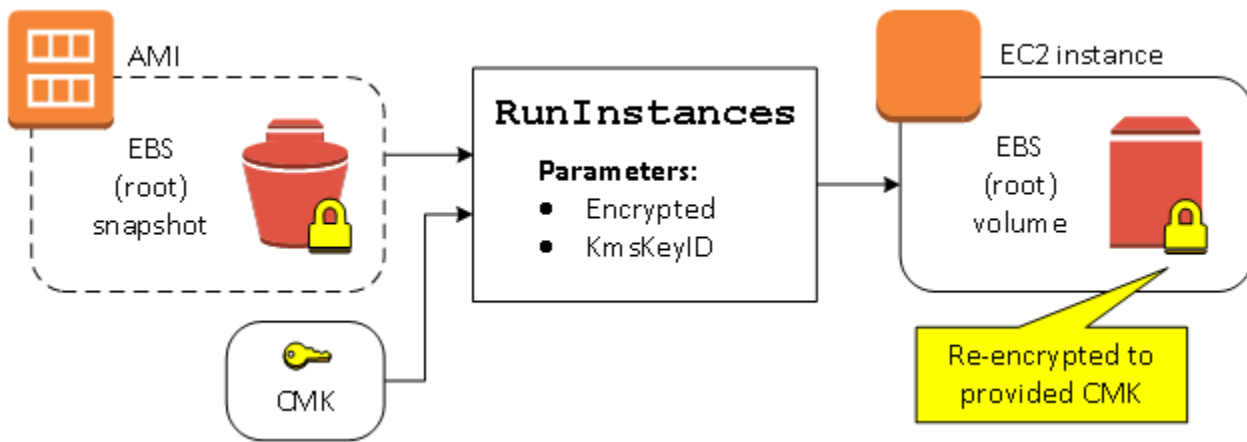 AMI
EBS
(root)
snapshot
CMK
RunInstances
Parameters:
● Encrypted
● KmsKeyID
EC2 instance
EBS
(root)
volume
Re-encrypted to
provided CMK